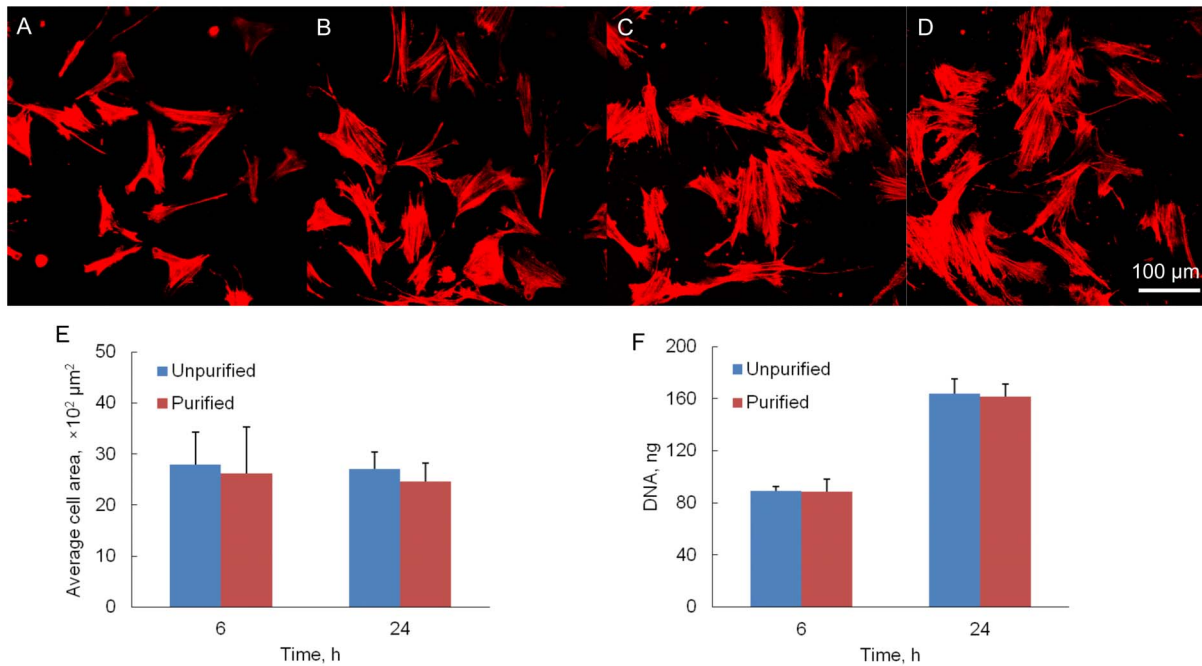 A
B
C
D
100 μm
E
50
40
30
20
10
0
Average cell area, ×10² μm²
Unpurified
Purified
6
24
Time, h
F
200
160
120
80
40
0
DNA, ng
Unpurified
Purified
6
24
Time, h